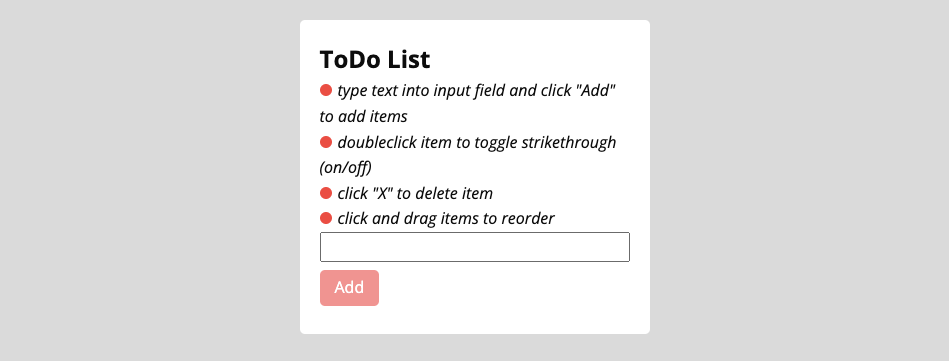 ToDo List
type text into input field and click "Add"
to add items
doubleclick item to toggle strikethrough
(on/off)
click "X" to delete item
click and drag items to reorder
Add